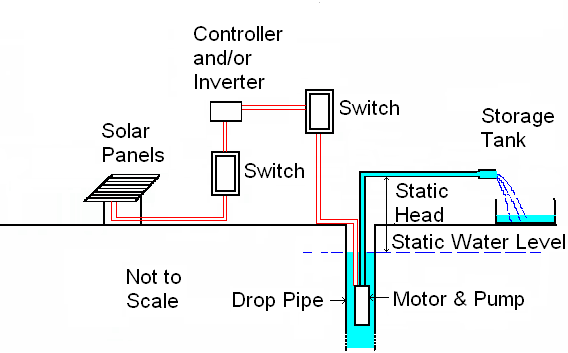 Controller
and/or
Inverter
Switch
Storage
Tank
Solar
Panels
Switch
Static
Head
Static Water Level
Not to
Scale
Drop Pipe
Motor & Pump